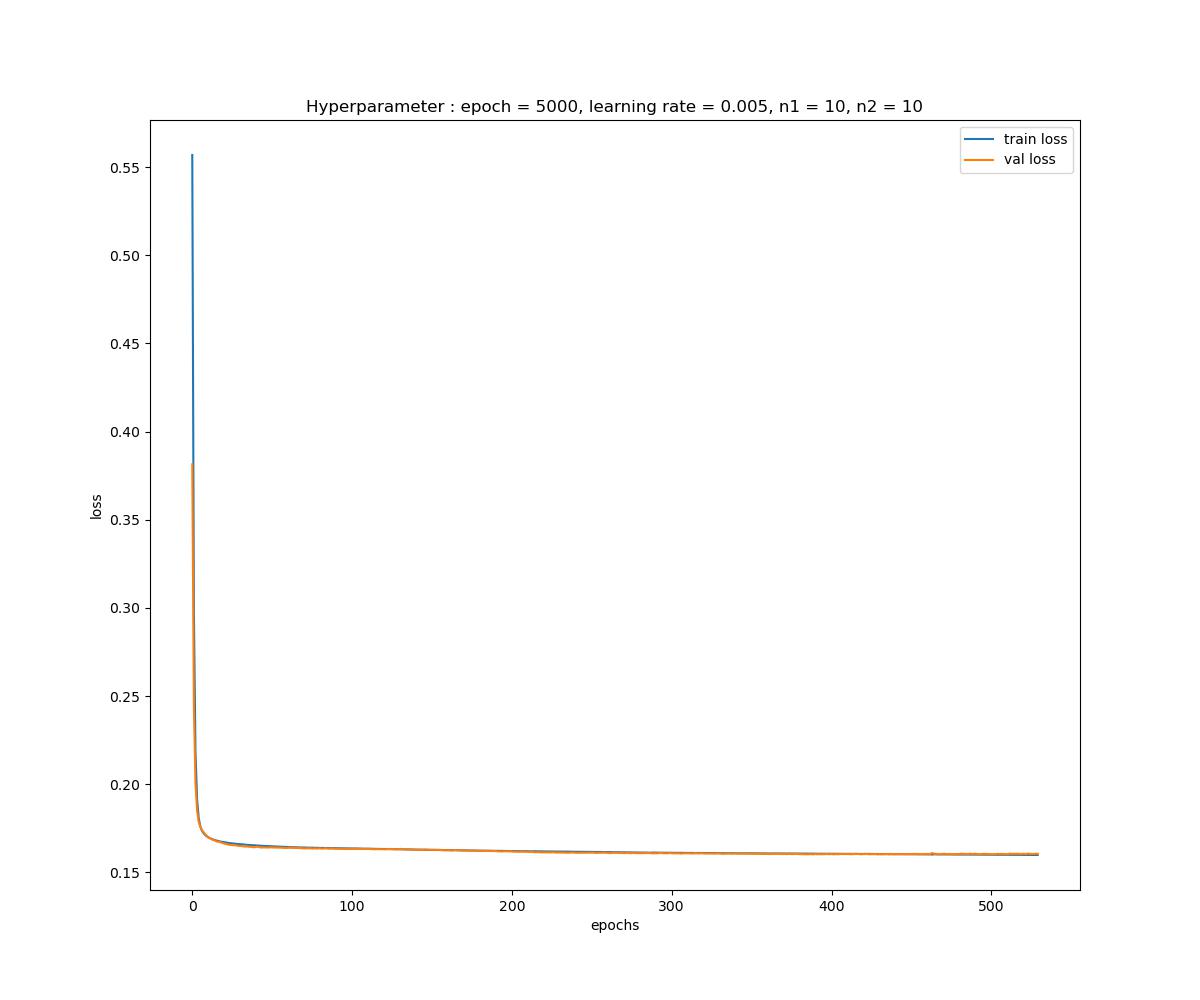 Hyperparameter : epoch = 5000, learning rate = 0.005, n1 = 10, n2 = 10
train loss
val loss
0.55
0.50
0.45
0.40
0.35
0.30
0.25
0.20
0.15
loss
0 100 200 300 400 500
epochs